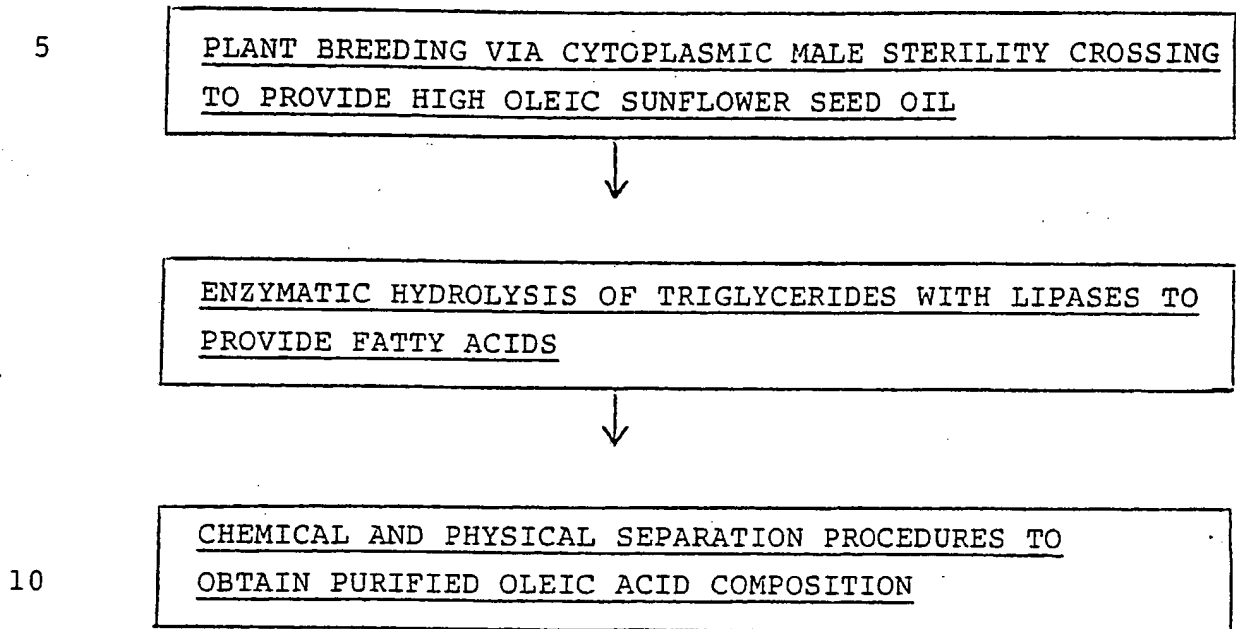 5 PLANT BREEDING VIA CYTOPLASMIC MALE STERILITY CROSSING
TO PROVIDE HIGH OLEIC SUNFLOWER SEED OIL
ENZYMATIC HYDROLYSIS OF TRIGLYCERIDES WITH LIPASES TO
PROVIDE FATTY ACIDS
CHEMICAL AND PHYSICAL SEPARATION PROCEDURES TO
10 OBTAIN PURIFIED OLEIC ACID COMPOSITION